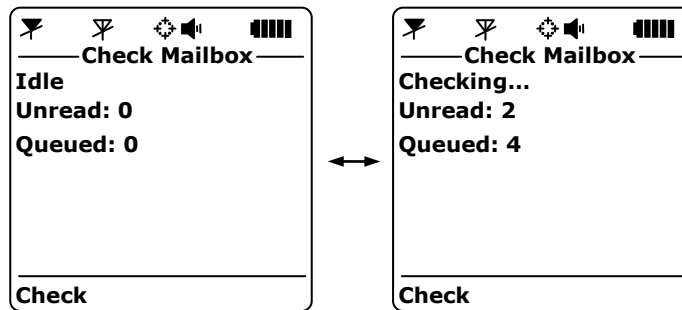 Check Mailbox
Idle
Unread: 0
Queued: 0
Check
Check Mailbox
Checking...
Unread: 2
Queued: 4
Check